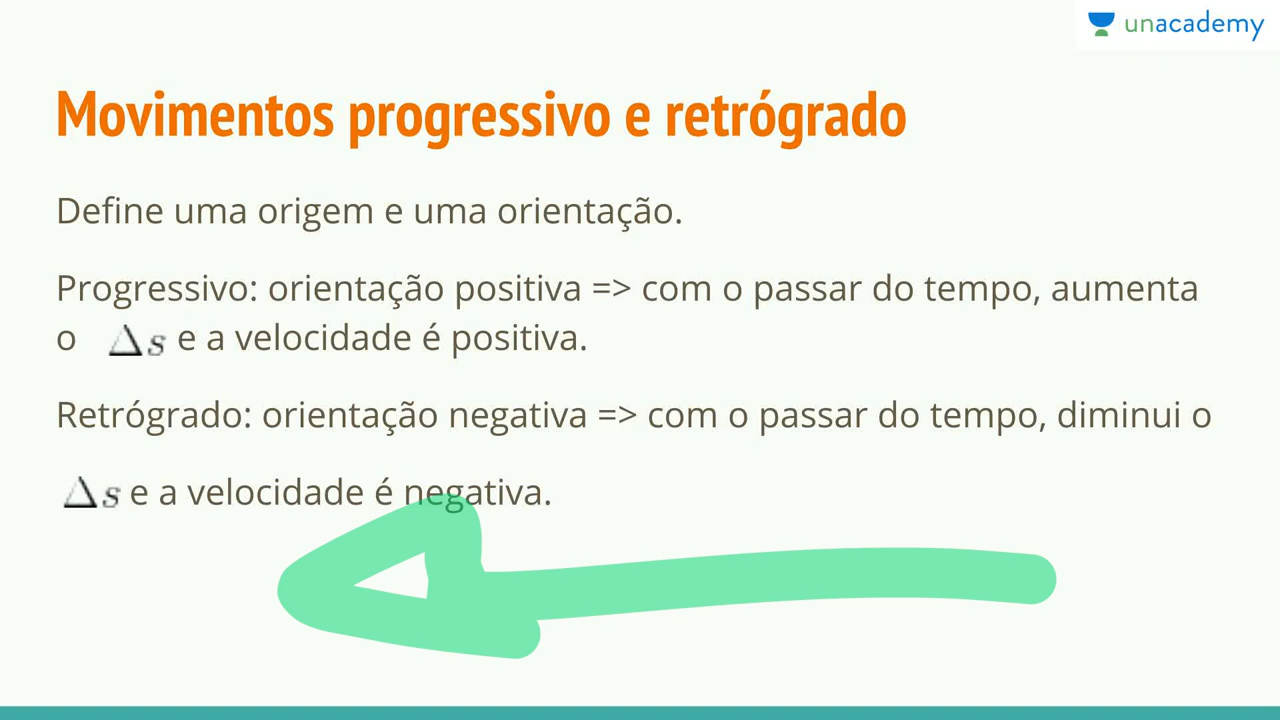 unacademy
Movimentos progressivo e retrógrado
Define uma origem e uma orientação.
Progressivo: orientação positiva => com o passar do tempo, aumenta
o Δs e a velocidade é positiva.
Retrógrado: orientação negativa => com o passar do tempo, diminui o
Δs e a velocidade é negativa.